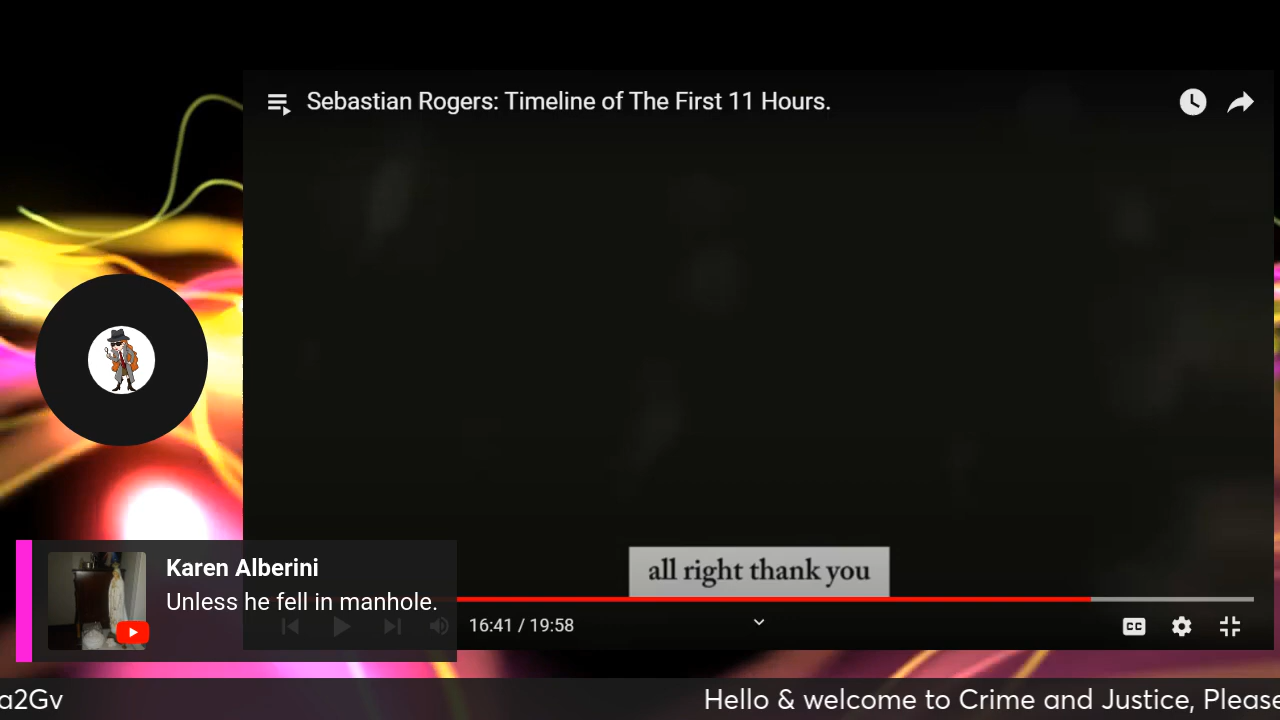 Sebastian Rogers: Timeline of The First 11 Hours.
all right thank you
Karen Alberini
Unless he fell in manhole.
16:41 / 19:58
CC
a2Gv
Hello & welcome to Crime and Justice, Please